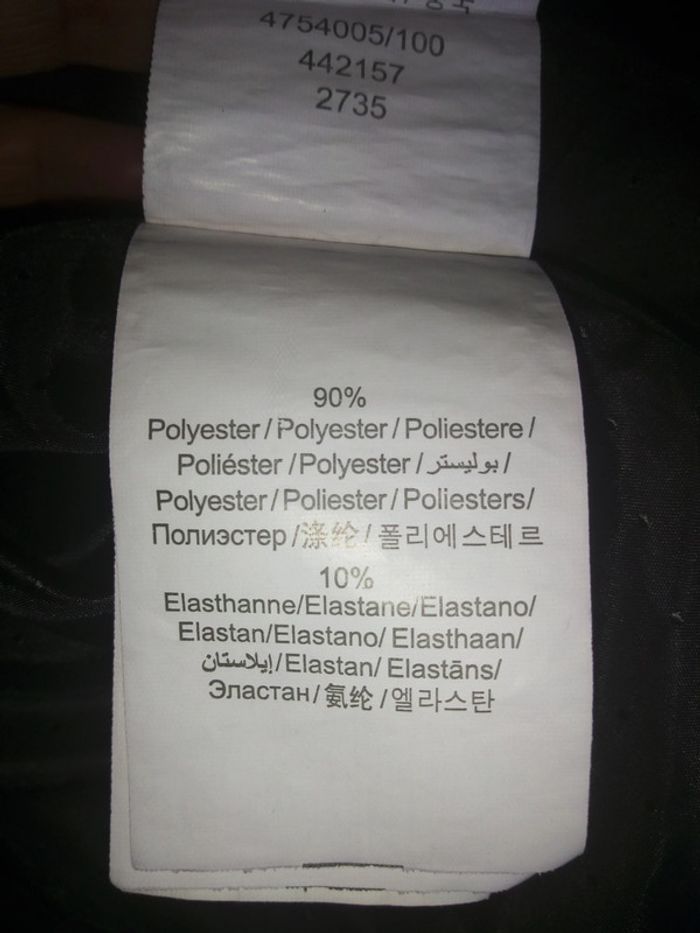 4754005/100
442157
2735
90%
Polyester/Polyester/Poliestere/
Poliéster/Polyester/بوليستر/
Polyester/Poliester/Poliesters/
Полиэстер/涤纶/폴리에스테르
10%
Elasthanne/Elastane/Elastano/
Elastan/Elastano/ Elasthaan/
إيلاستان/Elastan/ Elastāns/
Эластан/氨纶/엘라스탄